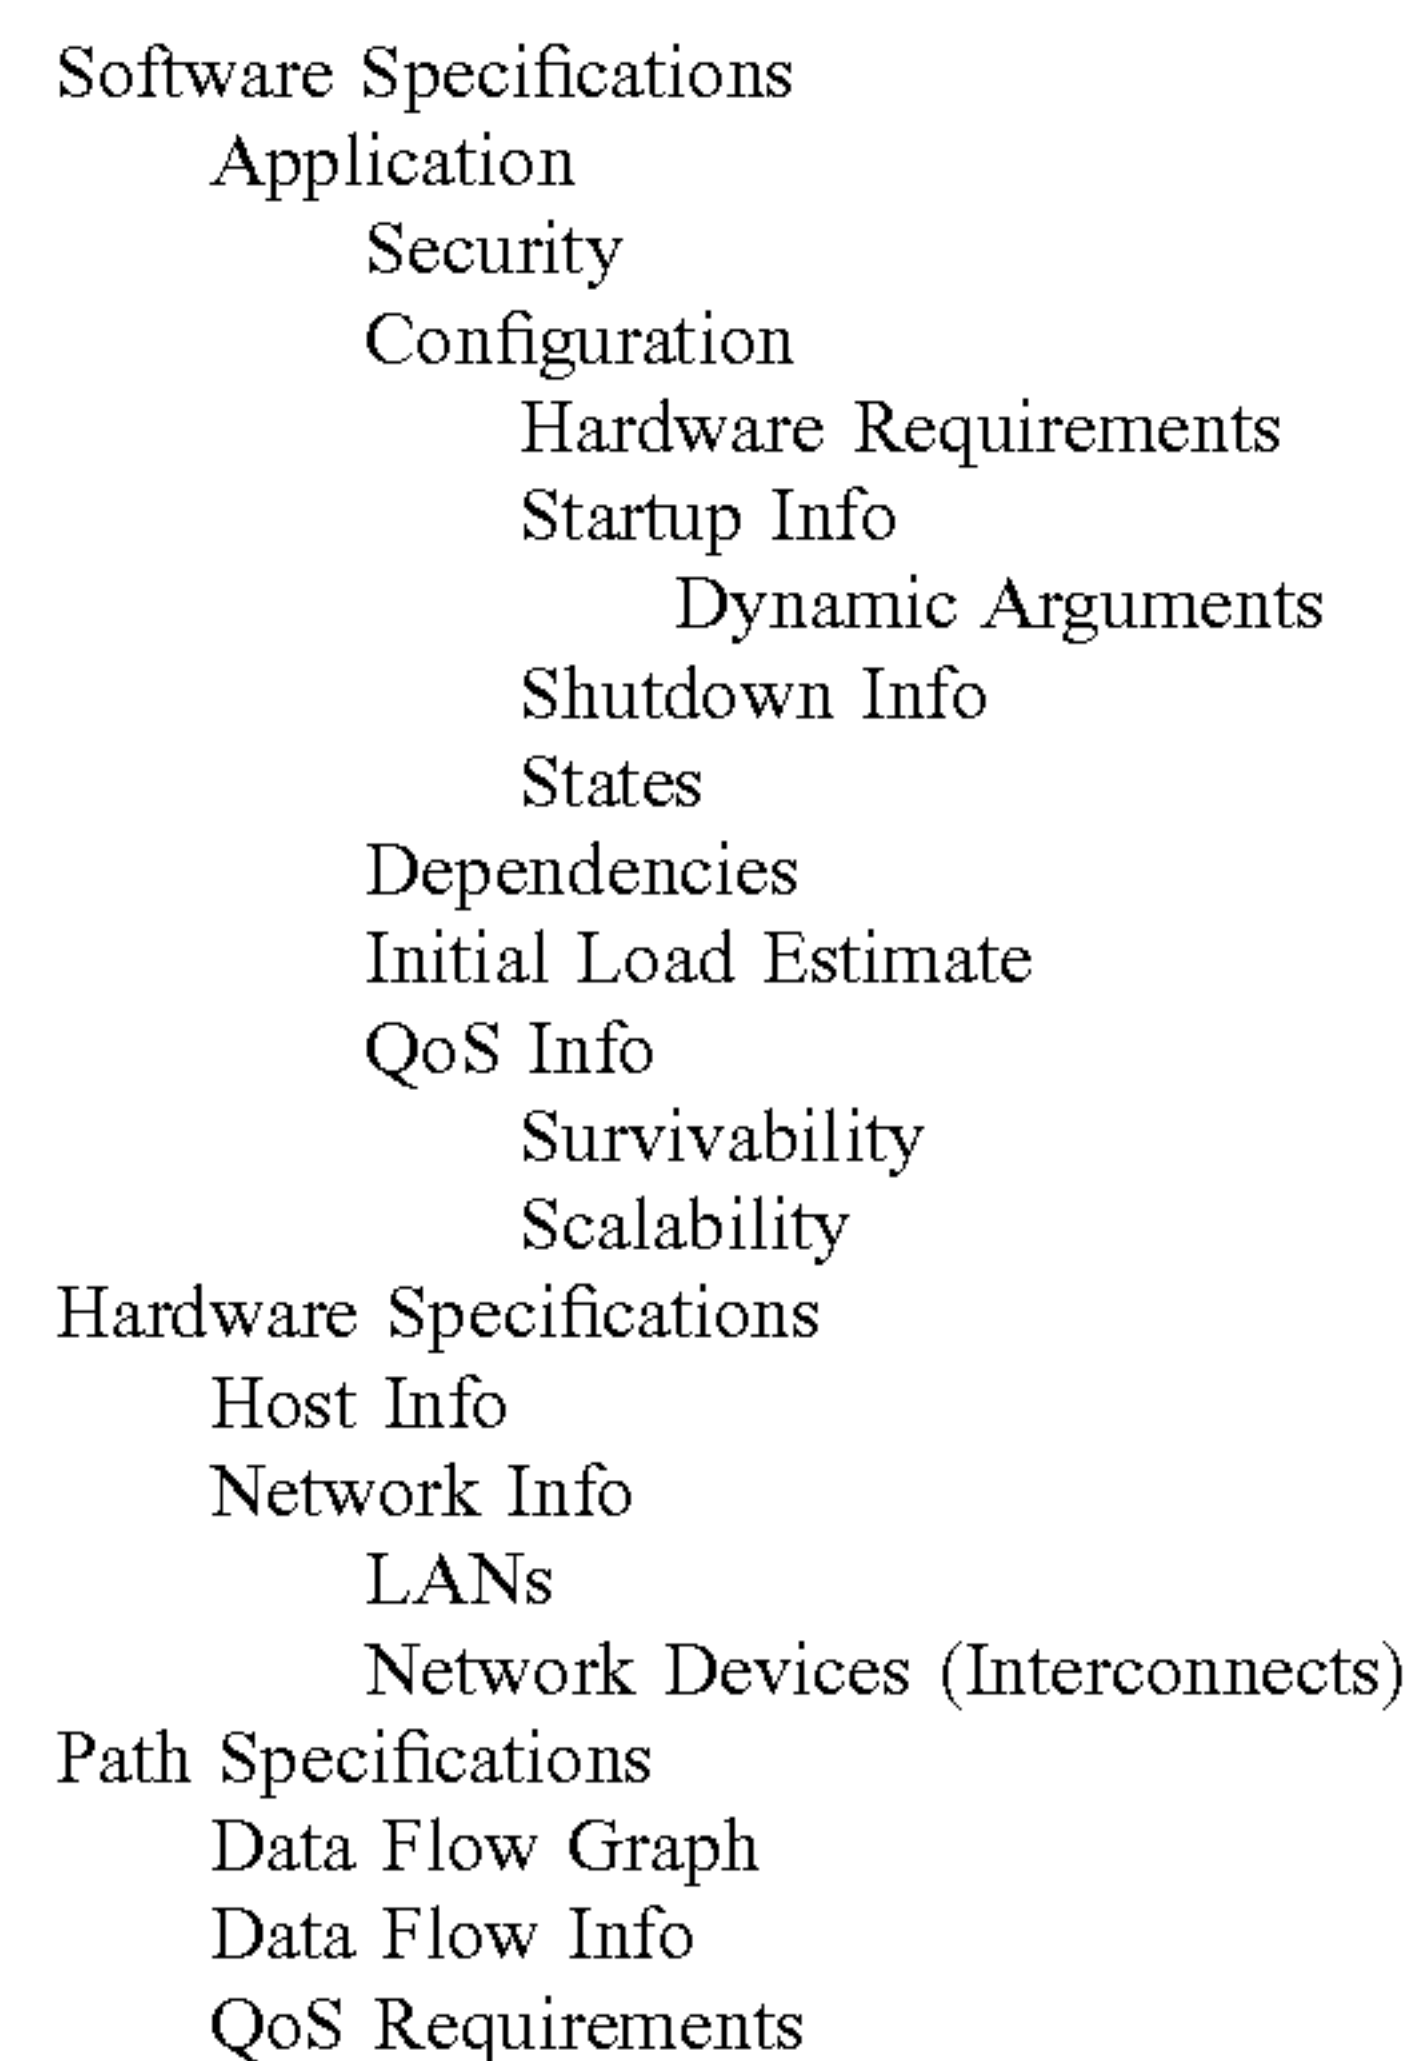 Software Specifications
Application
Security
Configuration
Hardware Requirements
Startup Info
Dynamic Arguments
Shutdown Info
States
Dependencies
Initial Load Estimate
QoS Info
Survivability
Scalability
Hardware Specifications
Host Info
Network Info
LANs
Network Devices (Interconnects)
Path Specifications
Data Flow Graph
Data Flow Info
QoS Requirements